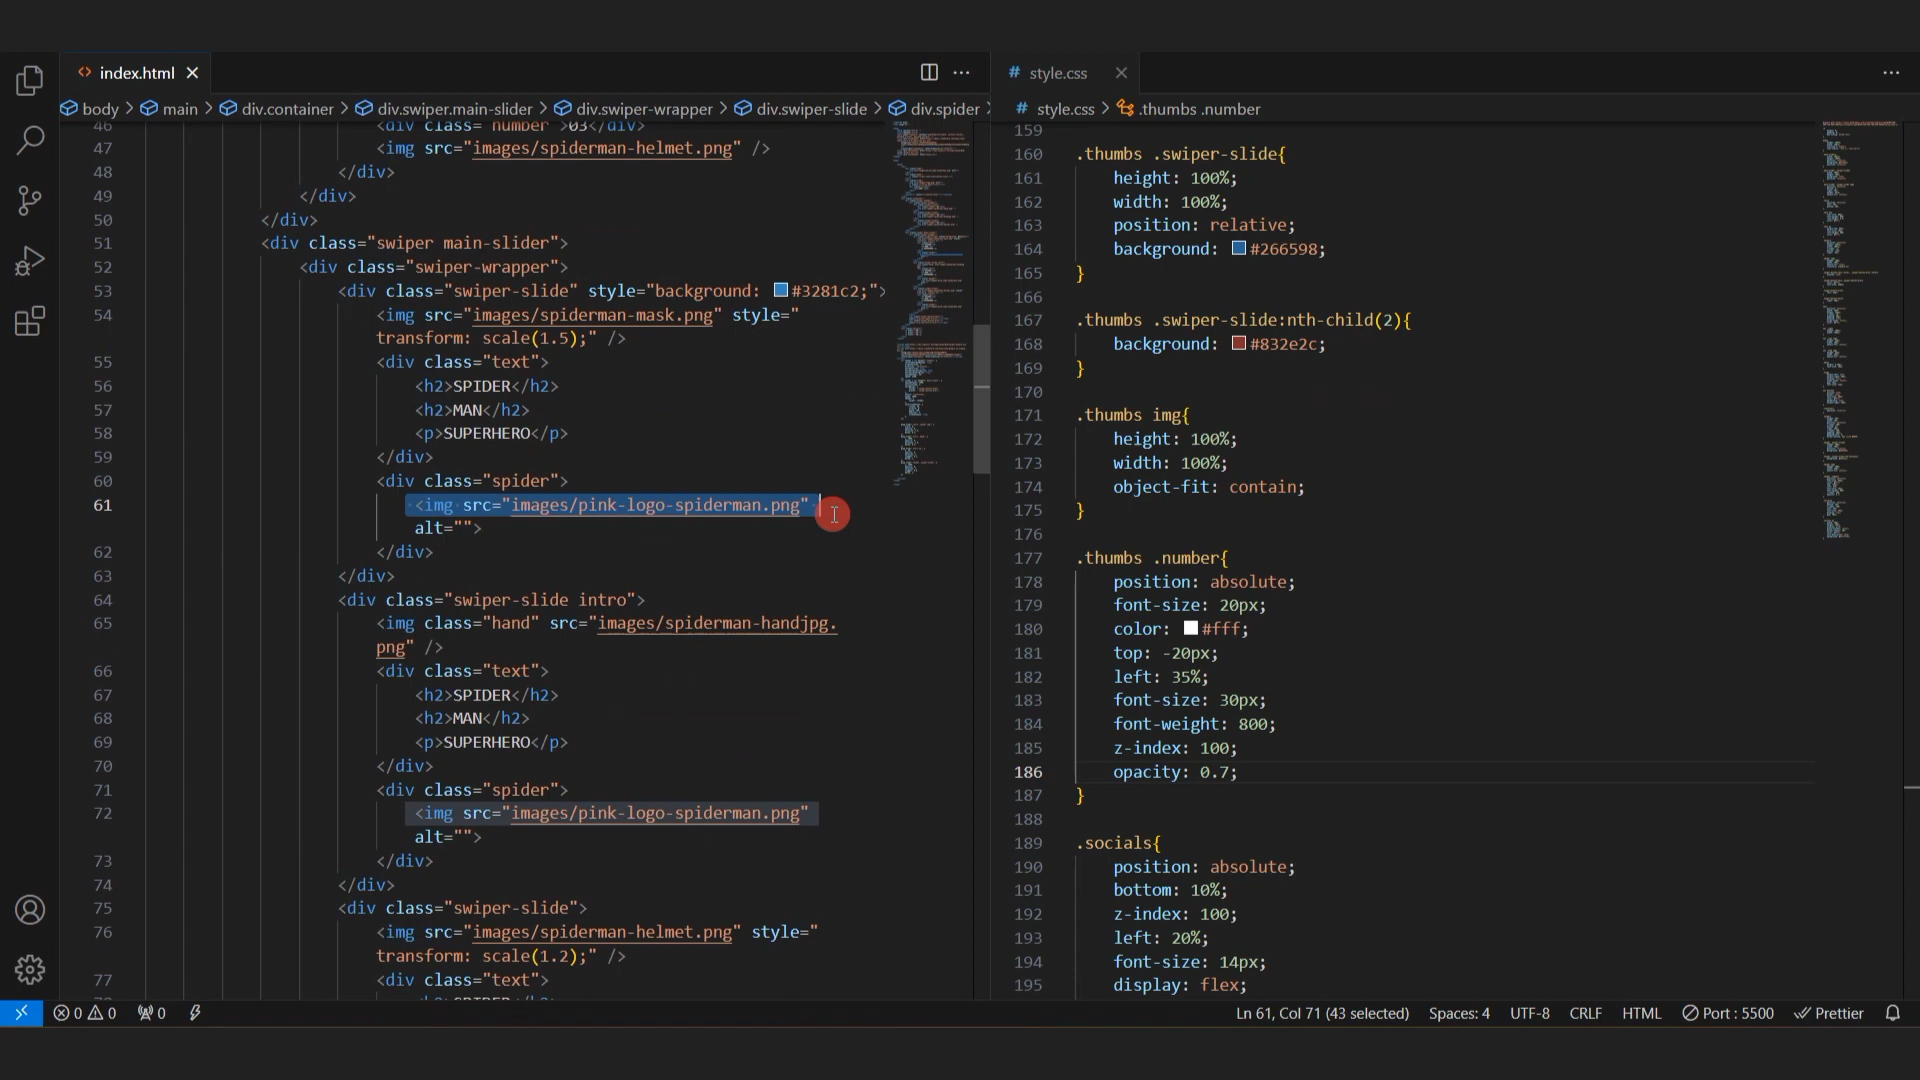 index.html
body > main > div.container > div.swiper.main-slider > div.swiper-wrapper > div.swiper-slide > div.spider
46 <div class="number">03</div>
47 <img src="images/spiderman-helmet.png" />
48 </div>
49 </div>
50 </div>
51 <div class="swiper main-slider">
52 <div class="swiper-wrapper">
53 <div class="swiper-slide" style="background: #3281c2;">
54 <img src="images/spiderman-mask.png" style="
transform: scale(1.5);" />
55 <div class="text">
56 <h2>SPIDER</h2>
57 <h2>MAN</h2>
58 <p>SUPERHERO</p>
59 </div>
60 <div class="spider">
61 <img src="images/pink-logo-spiderman.png"
alt="">
62 </div>
63 </div>
64 <div class="swiper-slide intro">
65 <img class="hand" src="images/spiderman-handjpg.
png" />
66 <div class="text">
67 <h2>SPIDER</h2>
68 <h2>MAN</h2>
69 <p>SUPERHERO</p>
70 </div>
71 <div class="spider">
72 <img src="images/pink-logo-spiderman.png"
alt="">
73 </div>
74 </div>
75 <div class="swiper-slide">
76 <img src="images/spiderman-helmet.png" style="
transform: scale(1.2);" />
77 <div class="text">
# style.css
# style.css > .thumbs .number
159
160 .thumbs .swiper-slide{
161 height: 100%;
162 width: 100%;
163 position: relative;
164 background: #266598;
165 }
166
167 .thumbs .swiper-slide:nth-child(2){
168 background: #832e2c;
169 }
170
171 .thumbs img{
172 height: 100%;
173 width: 100%;
174 object-fit: contain;
175 }
176
177 .thumbs .number{
178 position: absolute;
179 font-size: 20px;
180 color: #fff;
181 top: -20px;
182 left: 35%;
183 font-size: 30px;
184 font-weight: 800;
185 z-index: 100;
186 opacity: 0.7;
187 }
188
189 .socials{
190 position: absolute;
191 bottom: 10%;
192 z-index: 100;
193 left: 20%;
194 font-size: 14px;
195 display: flex;
0 0 0 Ln 61, Col 71 (43 selected) Spaces: 4 UTF-8 CRLF HTML Port : 5500 Prettier